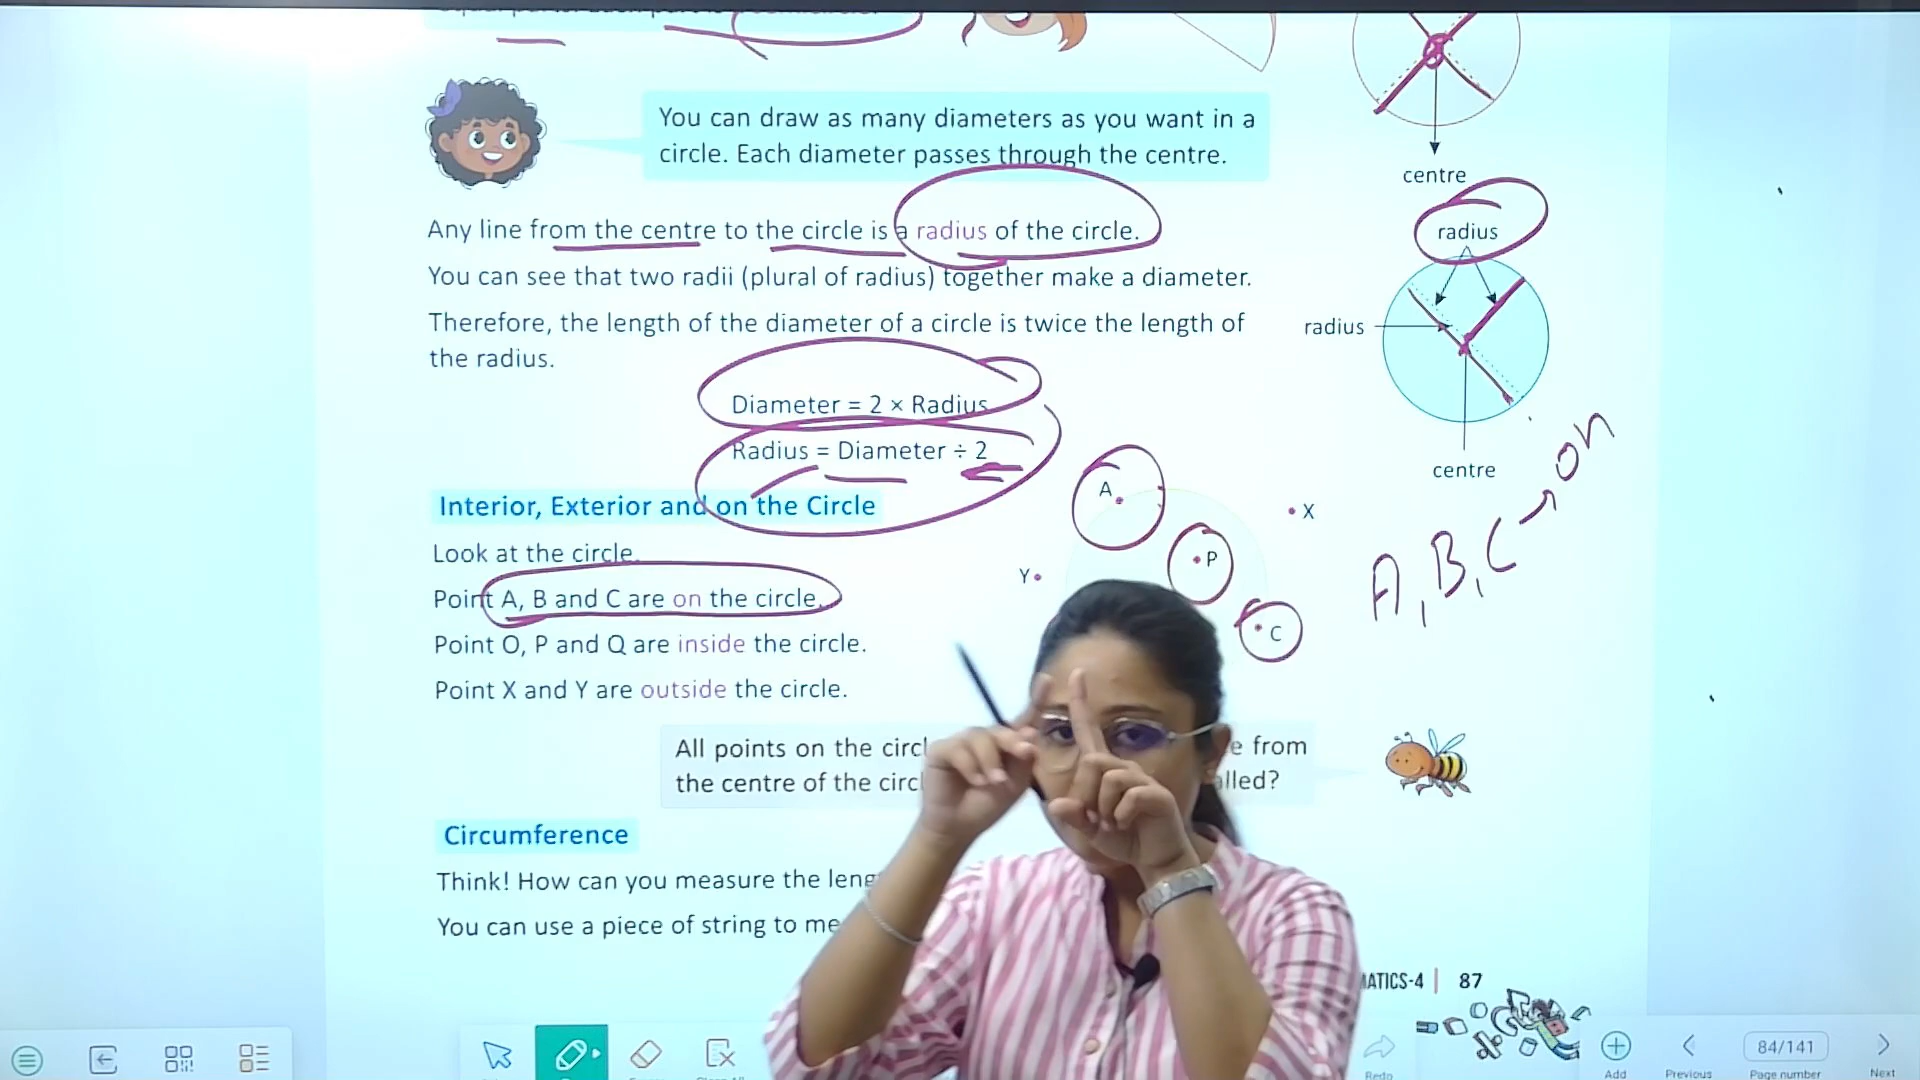 You can draw as many diameters as you want in a
circle. Each diameter passes through the centre.
centre
Any line from the centre to the circle is a radius of the circle.
radius
You can see that two radii (plural of radius) together make a diameter.
Therefore, the length of the diameter of a circle is twice the length of
the radius.
radius
Diameter = 2 × Radius
Radius = Diameter ÷ 2
centre
Interior, Exterior and on the Circle
A
X
A, B, C → on
Look at the circle.
P
Y
Point A, B and C are on the circle.
C
Point O, P and Q are inside the circle.
Point X and Y are outside the circle.
All points on the circl e from
the centre of the circl lled?
Circumference
Think! How can you measure the leng
You can use a piece of string to me
ATICS-4 | 87
84/141
Redo Add Previous Page number Next